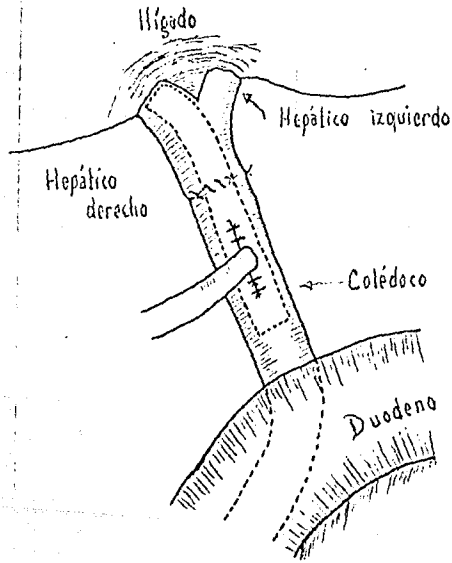 Hígado
Hepático izquierdo
Hepático
derecho
Colédoco
Duodeno